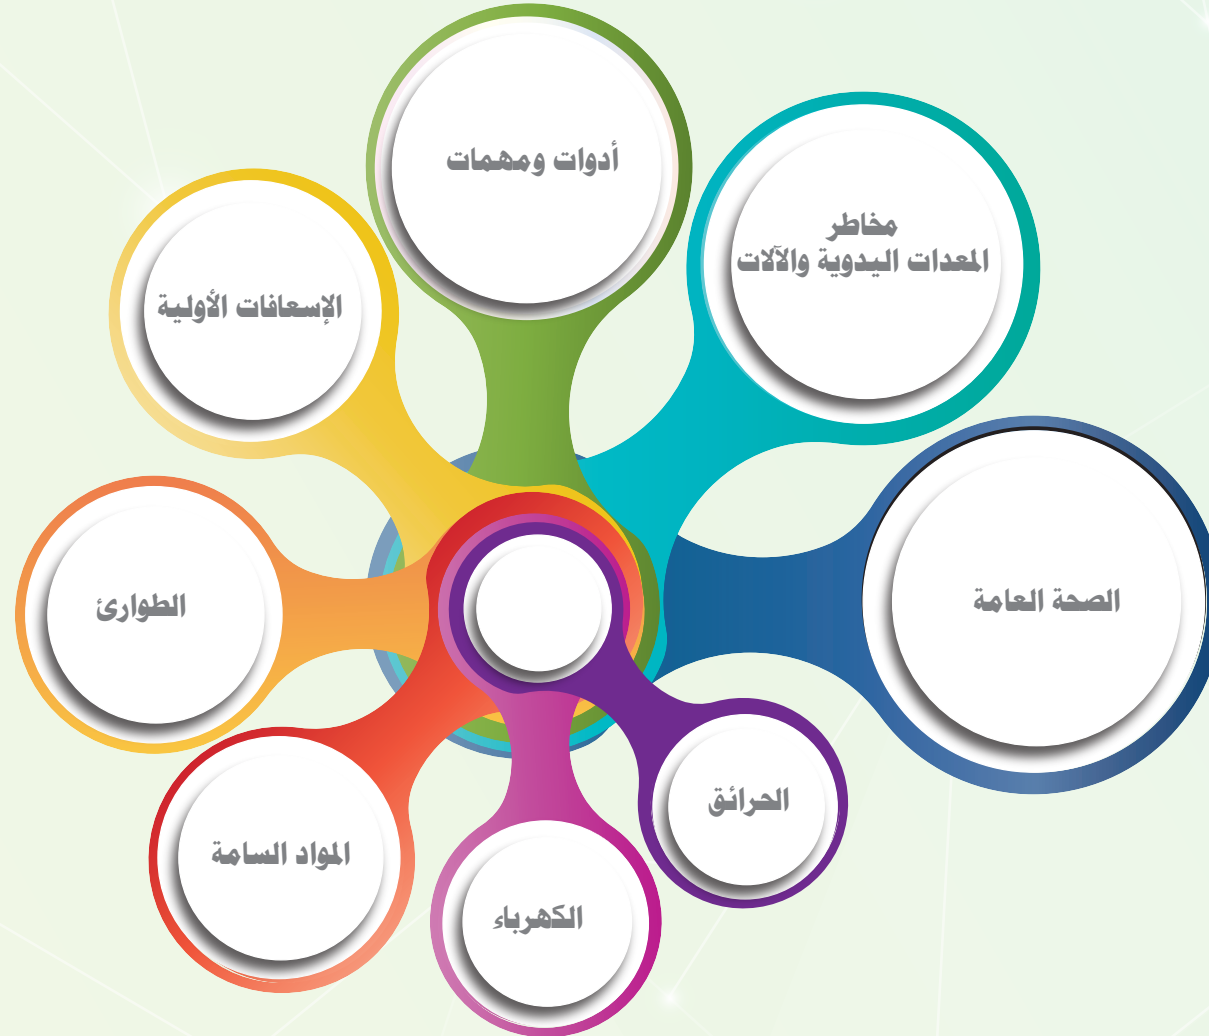 أدوات ومهمات
مخاطر
المعدات اليدوية والآلات
الإسعافات الأولية
الصحة العامة
الطوارئ
الحرائق
المواد السامة
الكهرباء